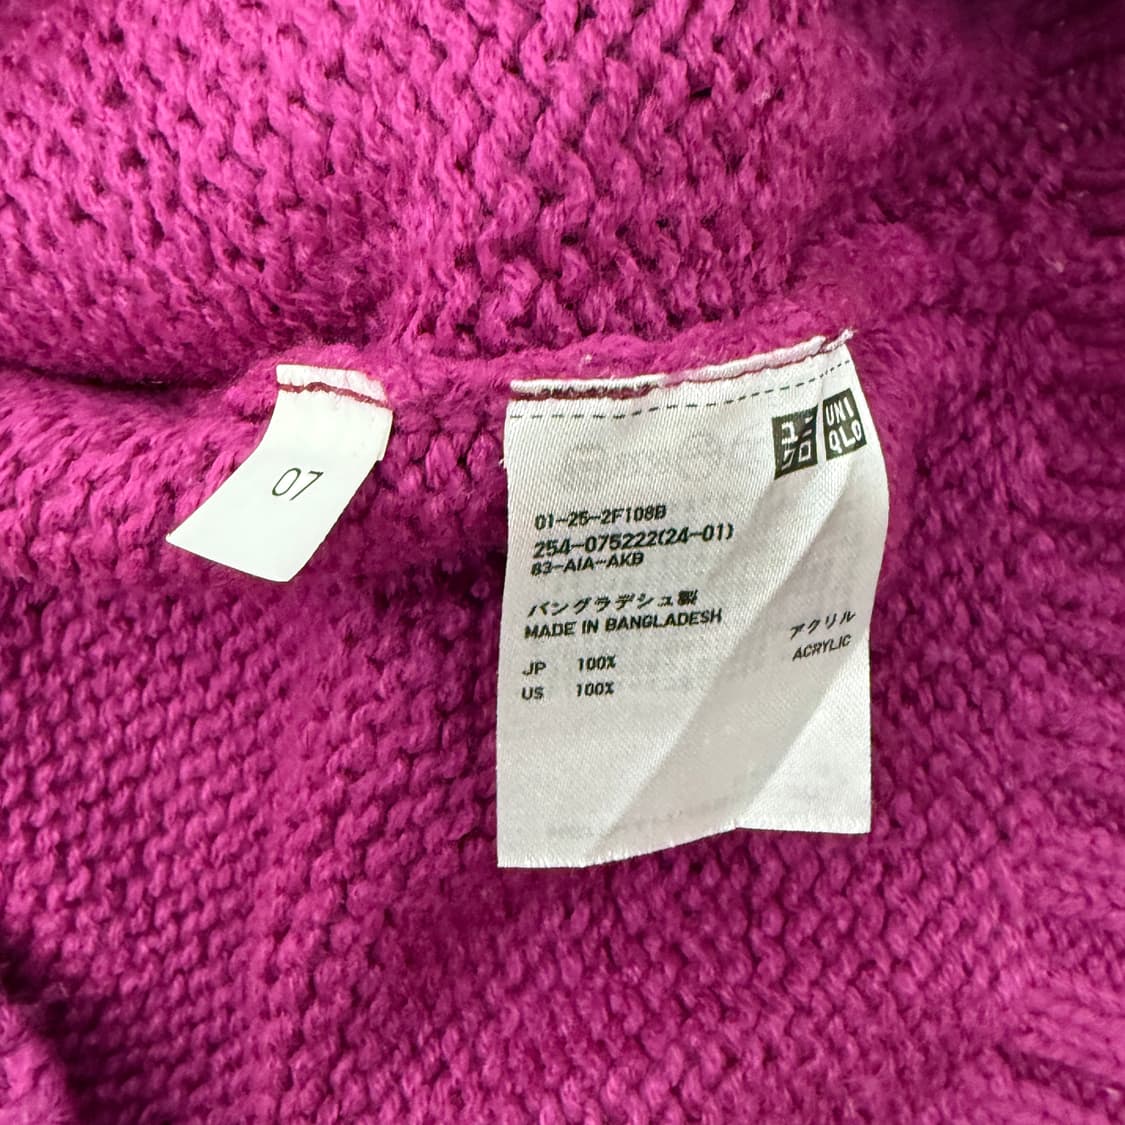 07
ユニ
クロ
UNI
QLO
01-25-2F108B
254-075222(24-01)
83-AIA-AKB
バングラデシュ製
MADE IN BANGLADESH
アクリル
ACRYLIC
JP 100%
US 100%